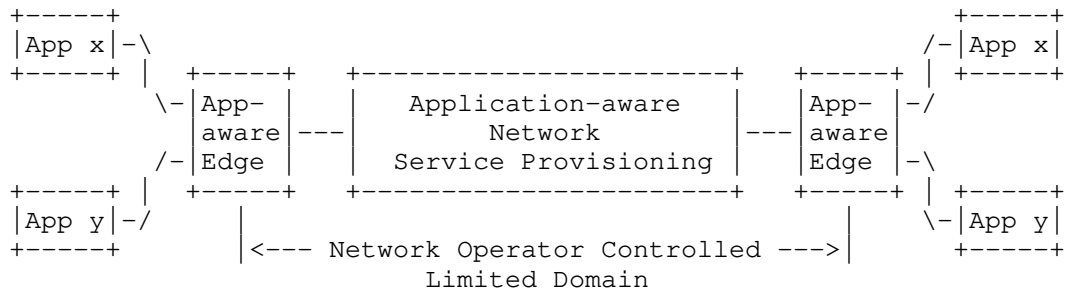 App x App x
App- Application-aware App-
aware Network aware
Edge Service Provisioning Edge
App y App y
<--- Network Operator Controlled --->
Limited Domain